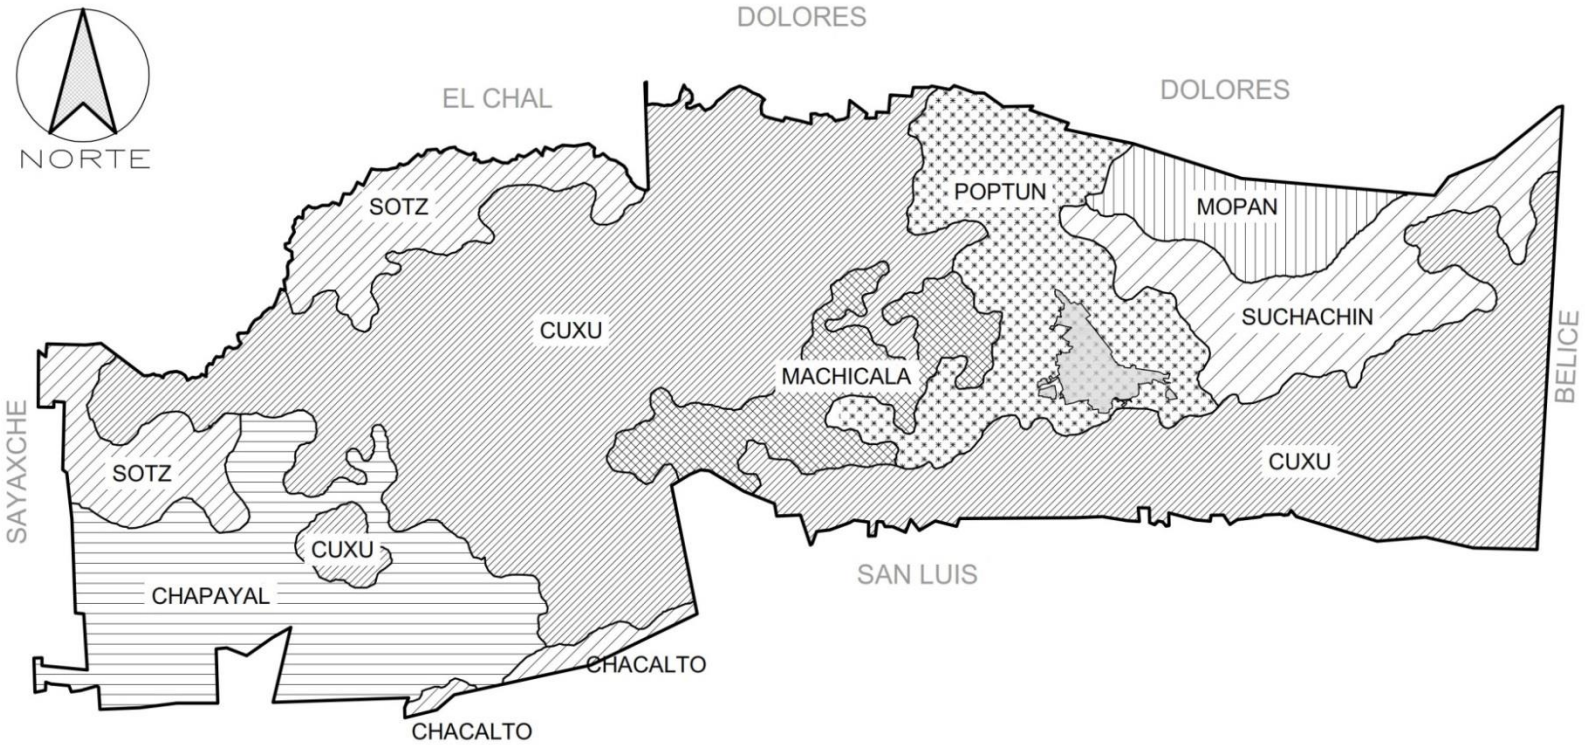 DOLORES
EL CHAL
DOLORES
NORTE
SOTZ
POPTUN
MOPAN
CUXU
SUCHACHIN
BELICE
MACHICALA
SAYAXCHE
SOTZ
CUXU
CUXU
SAN LUIS
CHAPAYAL
CHACALTO
CHACALTO